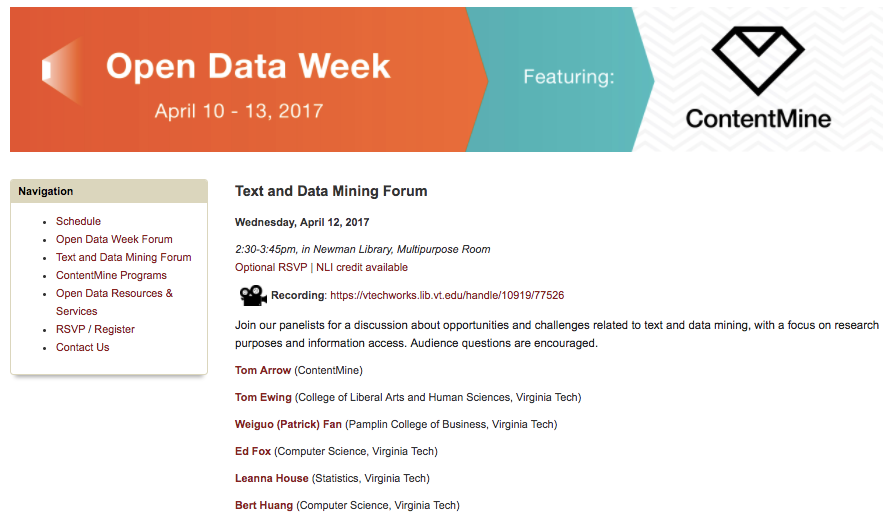 Open Data Week
April 10 - 13, 2017
Featuring:
ContentMine
Navigation
Schedule
Open Data Week Forum
Text and Data Mining Forum
ContentMine Programs
Open Data Resources &
Services
RSVP / Register
Contact Us
Text and Data Mining Forum
Wednesday, April 12, 2017
2:30-3:45pm, in Newman Library, Multipurpose Room
Optional RSVP | NLI credit available
Recording: https://vtechworks.lib.vt.edu/handle/10919/77526
Join our panelists for a discussion about opportunities and challenges related to text and data mining, with a focus on research
purposes and information access. Audience questions are encouraged.
Tom Arrow (ContentMine)
Tom Ewing (College of Liberal Arts and Human Sciences, Virginia Tech)
Weiguo (Patrick) Fan (Pamplin College of Business, Virginia Tech)
Ed Fox (Computer Science, Virginia Tech)
Leanna House (Statistics, Virginia Tech)
Bert Huang (Computer Science, Virginia Tech)